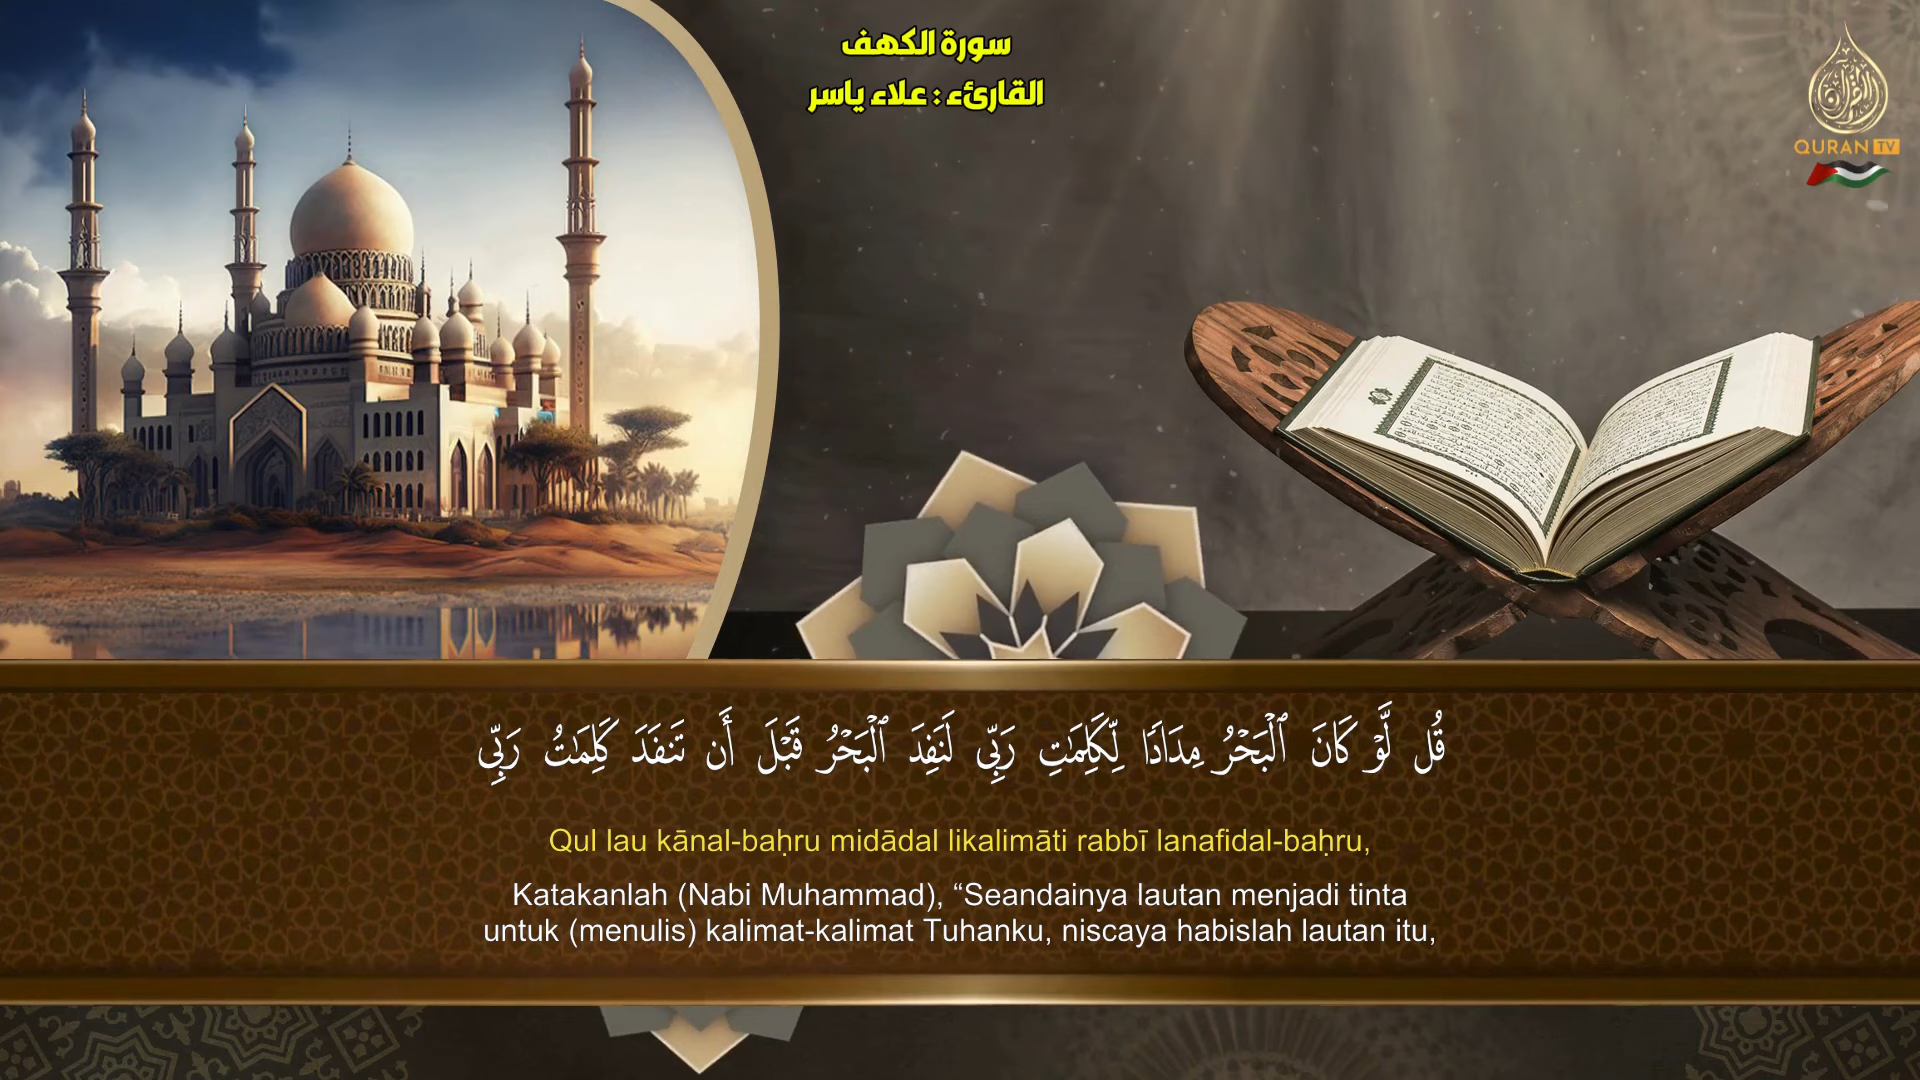 سورة الكهف
القارئء : علاء ياسر
QURAN TV
قُل لَّوۡ كَانَ ٱلۡبَحۡرُ مِدَادٗا لِّكَلِمَٰتِ رَبِّي لَنَفِدَ ٱلۡبَحۡرُ قَبۡلَ أَن تَنفَدَ كَلِمَٰتُ رَبِّي
Qul lau kānal-baḥru midādal likalimāti rabbī lanafidal-baḥru,
Katakanlah (Nabi Muhammad), “Seandainya lautan menjadi tinta
untuk (menulis) kalimat-kalimat Tuhanku, niscaya habislah lautan itu,